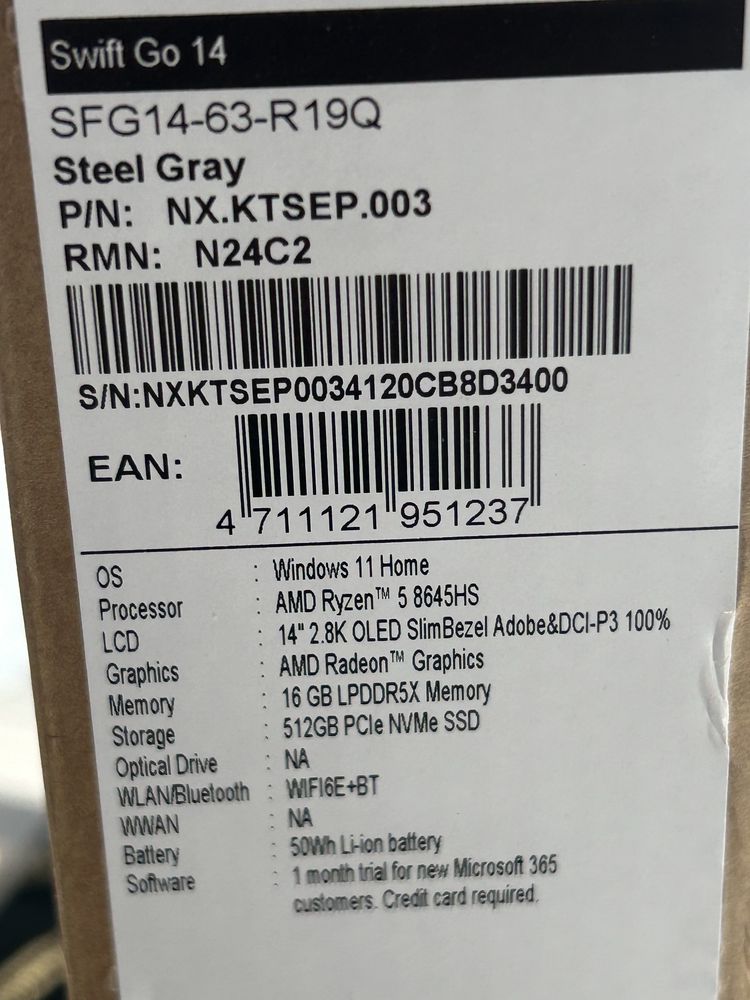 Swift Go 14
SFG14-63-R19Q
Steel Gray
P/N: NX.KTSEP.003
RMN: N24C2
S/N:NXKTSEP0034120CB8D3400
EAN:
4 711121 951237
OS : Windows 11 Home
Processor : AMD Ryzen™ 5 8645HS
LCD : 14" 2.8K OLED SlimBezel Adobe&DCI-P3 100%
Graphics : AMD Radeon™ Graphics
Memory : 16 GB LPDDR5X Memory
Storage : 512GB PCIe NVMe SSD
Optical Drive : NA
WLAN/Bluetooth : WIFI6E+BT
WWAN : NA
Battery : 50Wh Li-ion battery
Software : 1 month trial for new Microsoft 365
customers. Credit card required.